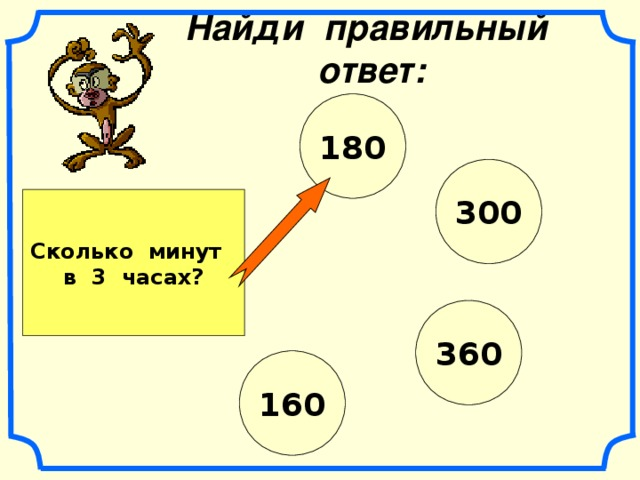 Найди правильный
ответ:
180
300
Сколько минут
в 3 часах?
360
160